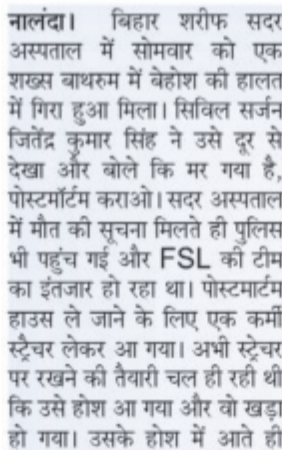 नालंदा। बिहार शरीफ सदर
अस्पताल में सोमवार को एक
शख्स बाथरुम में बेहोश की हालत
में गिरा हुआ मिला। सिविल सर्जन
जितेंद्र कुमार सिंह ने उसे दूर से
देखा और बोले कि मर गया है,
पोस्टमॉर्टम कराओ। सदर अस्पताल
में मौत की सूचना मिलते ही पुलिस
भी पहुंच गई और FSL की टीम
का इंतजार हो रहा था। पोस्टमार्टम
हाउस ले जाने के लिए एक कर्मी
स्ट्रैचर लेकर आ गया। अभी स्ट्रेचर
पर रखने की तैयारी चल ही रही थी
कि उसे होश आ गया और वो खड़ा
हो गया। उसके होश में आते ही